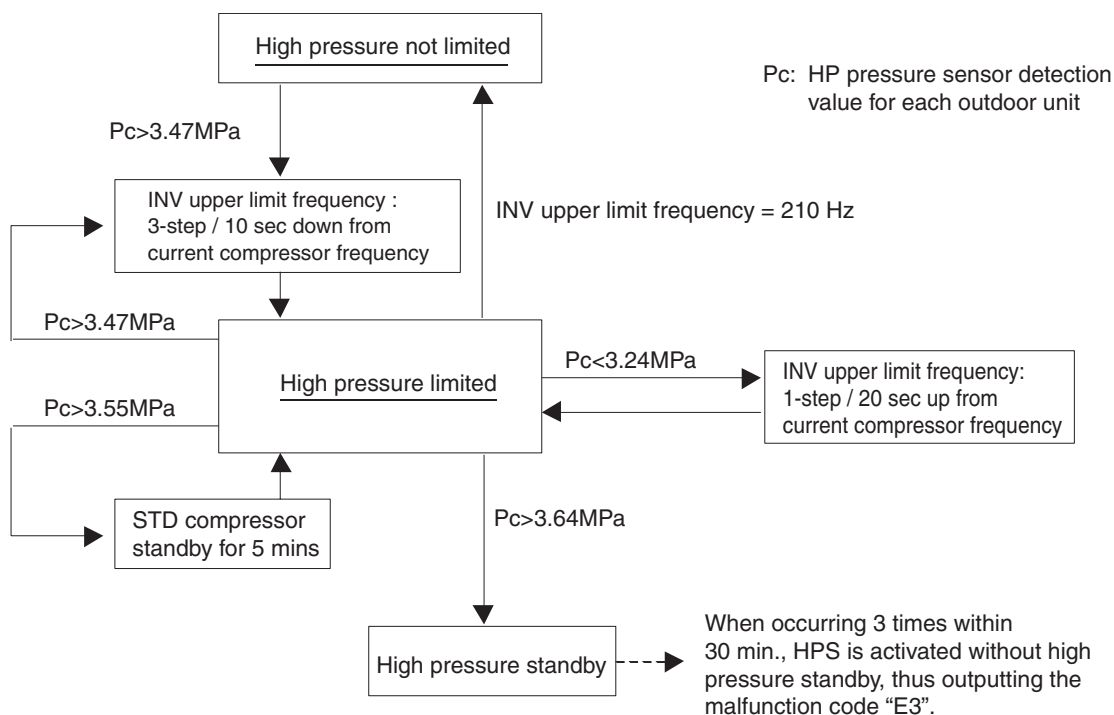 High pressure not limited
Pc: HP pressure sensor detection
value for each outdoor unit
Pc>3.47MPa
INV upper limit frequency :
3-step / 10 sec down from
current compressor frequency
INV upper limit frequency = 210 Hz
Pc>3.47MPa
High pressure limited
Pc<3.24MPa
INV upper limit frequency:
1-step / 20 sec up from
current compressor frequency
Pc>3.55MPa
STD compressor
standby for 5 mins
Pc>3.64MPa
High pressure standby
When occurring 3 times within
30 min., HPS is activated without high
pressure standby, thus outputting the
malfunction code “E3”.